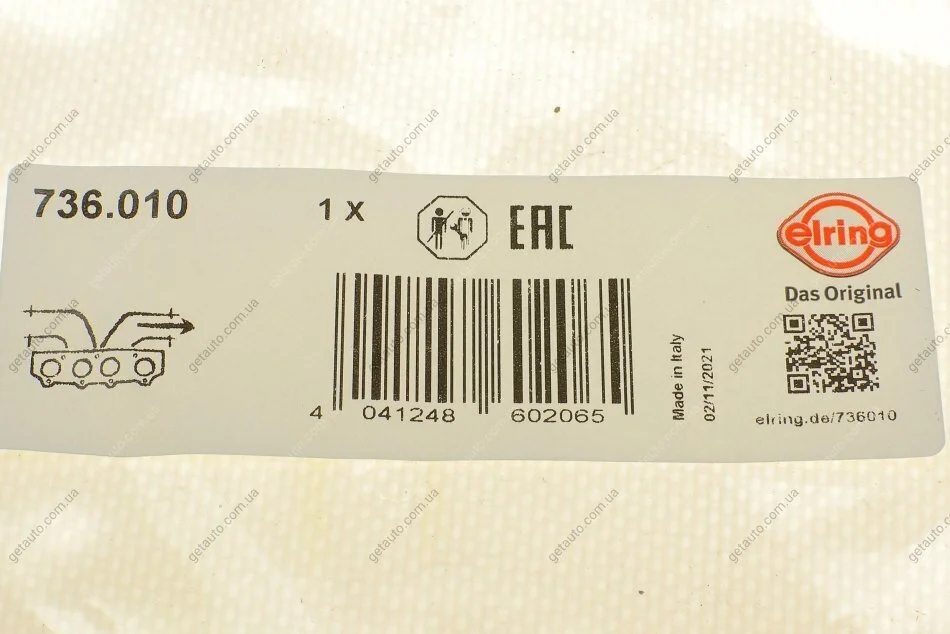 736.010
1 X
EAC
elring
Das Original
4 041248 602065
Made in Italy
02/11/2021
elring.de/736010
getauto.com.ua